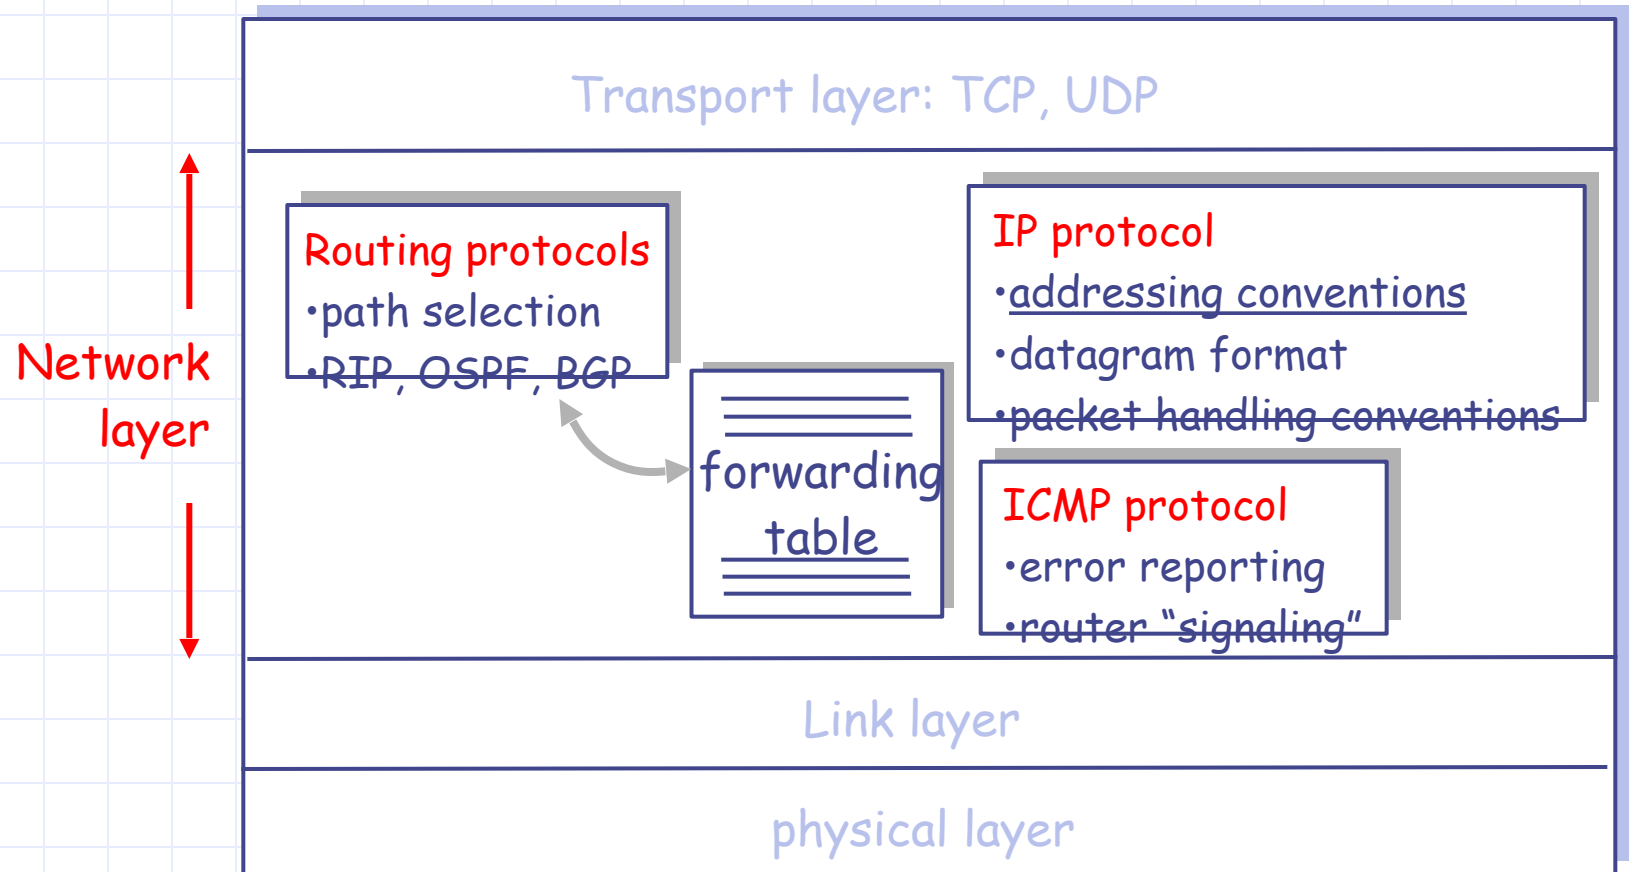 Transport layer: TCP, UDP
Network
layer
Routing protocols
•path selection
•RIP, OSPF, BGP
forwarding
table
IP protocol
•addressing conventions
•datagram format
•packet handling conventions
ICMP protocol
•error reporting
•router “signaling”
Link layer
physical layer